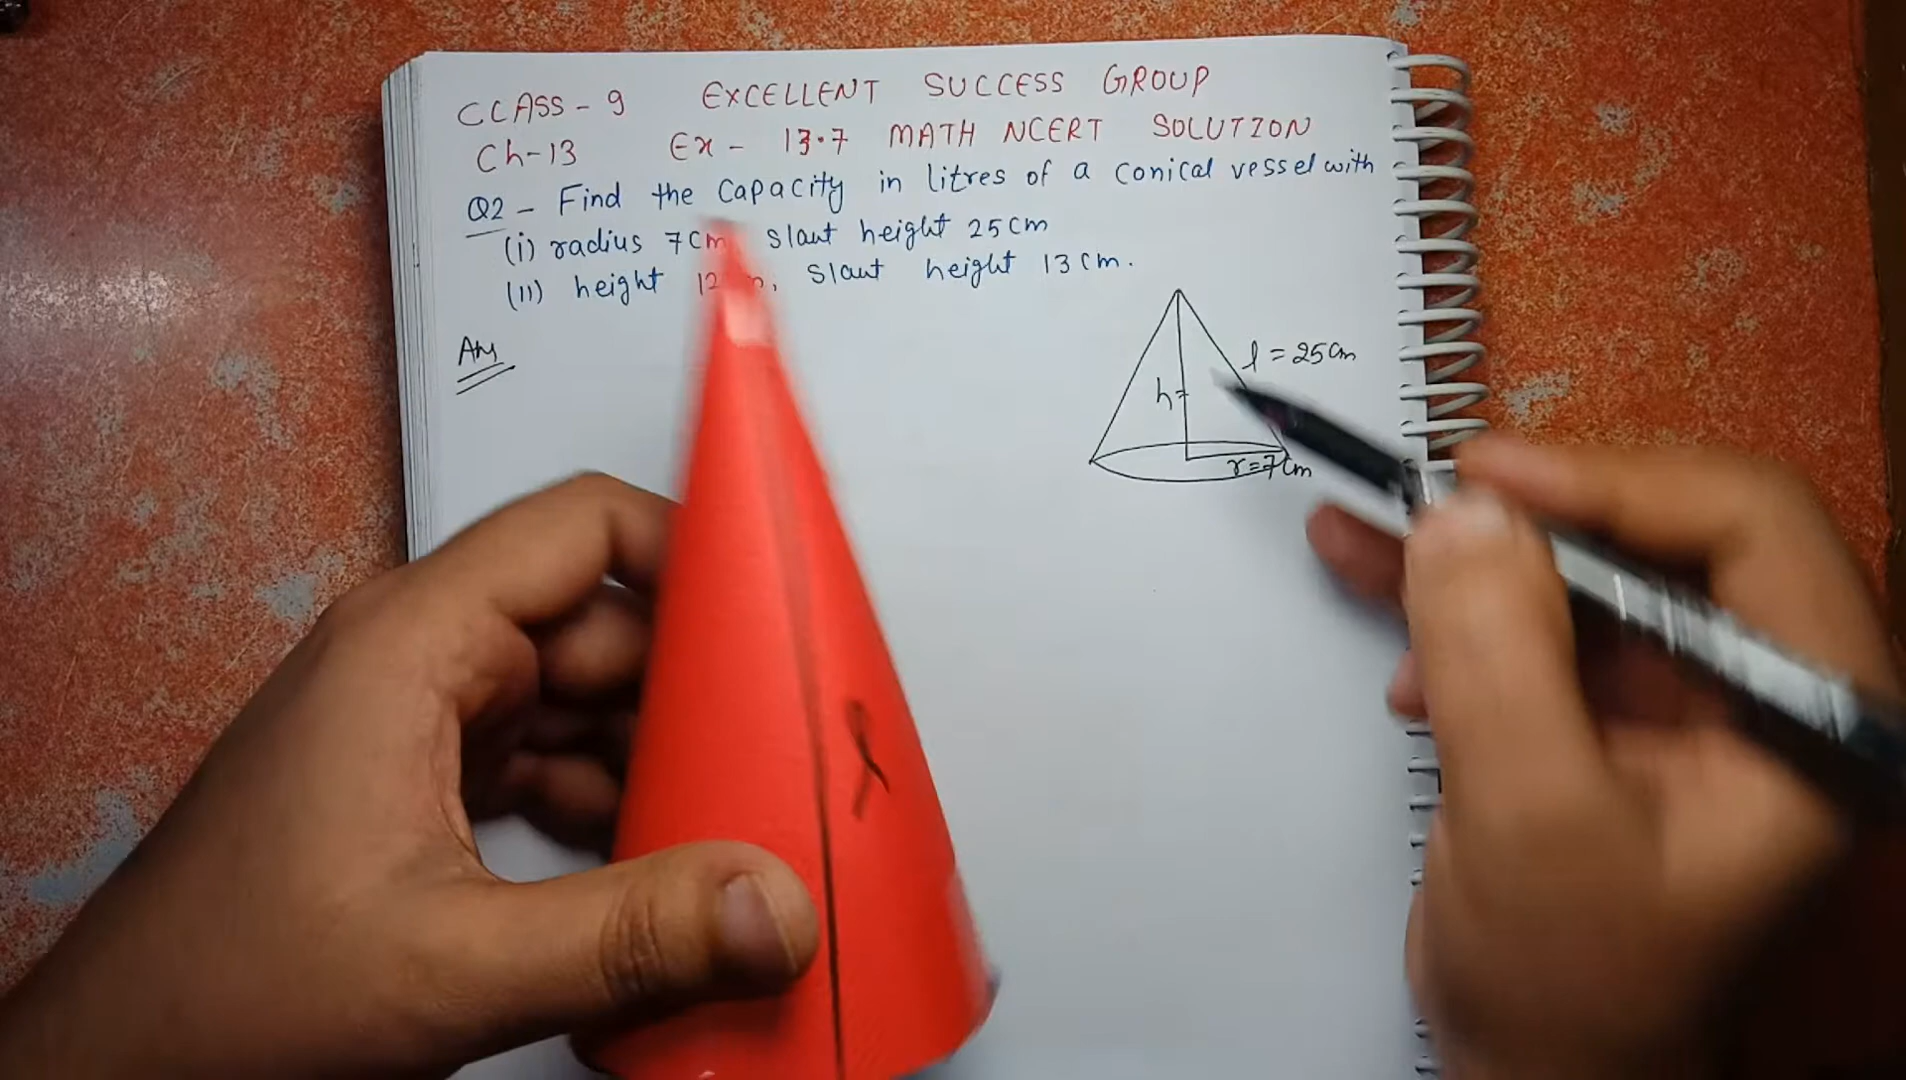 CLASS - 9 EXCELLENT SUCCESS GROUP
Ch-13 Ex - 13.7 MATH NCERT SOLUTION
Q2 - Find the capacity in litres of a conical vessel with
(i) radius 7cm, slant height 25cm
(ii) height slant height 13cm.
Ans
l = 25cm
h=
r=7cm